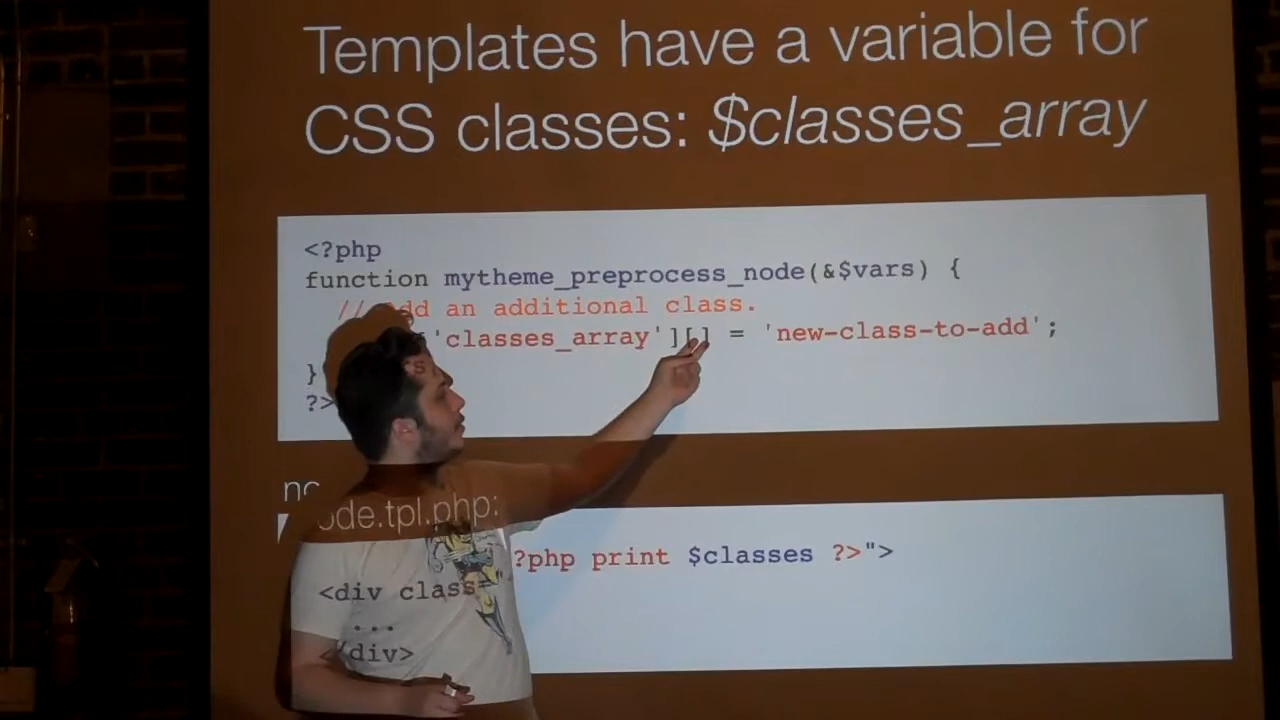 Templates have a variable for
CSS classes: $classes_array
<?php
function mytheme_preprocess_node(&$vars) {
// add an additional class.
'classes_array'][] = 'new-class-to-add';
}
?>
node.tpl.php:
<div class= ?php print $classes ?>">
...
</div>